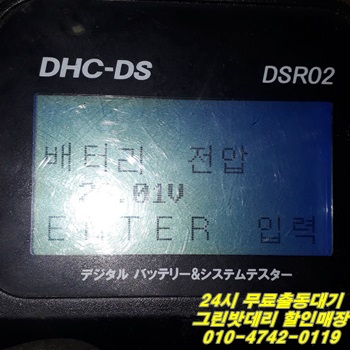 DHC-DS
DSR02
배터리 전압
ENTER 입력
デジタル バッテリー&システムテスター
24시 무료출동대기
그린밧데리 할인매장
010-4742-0119